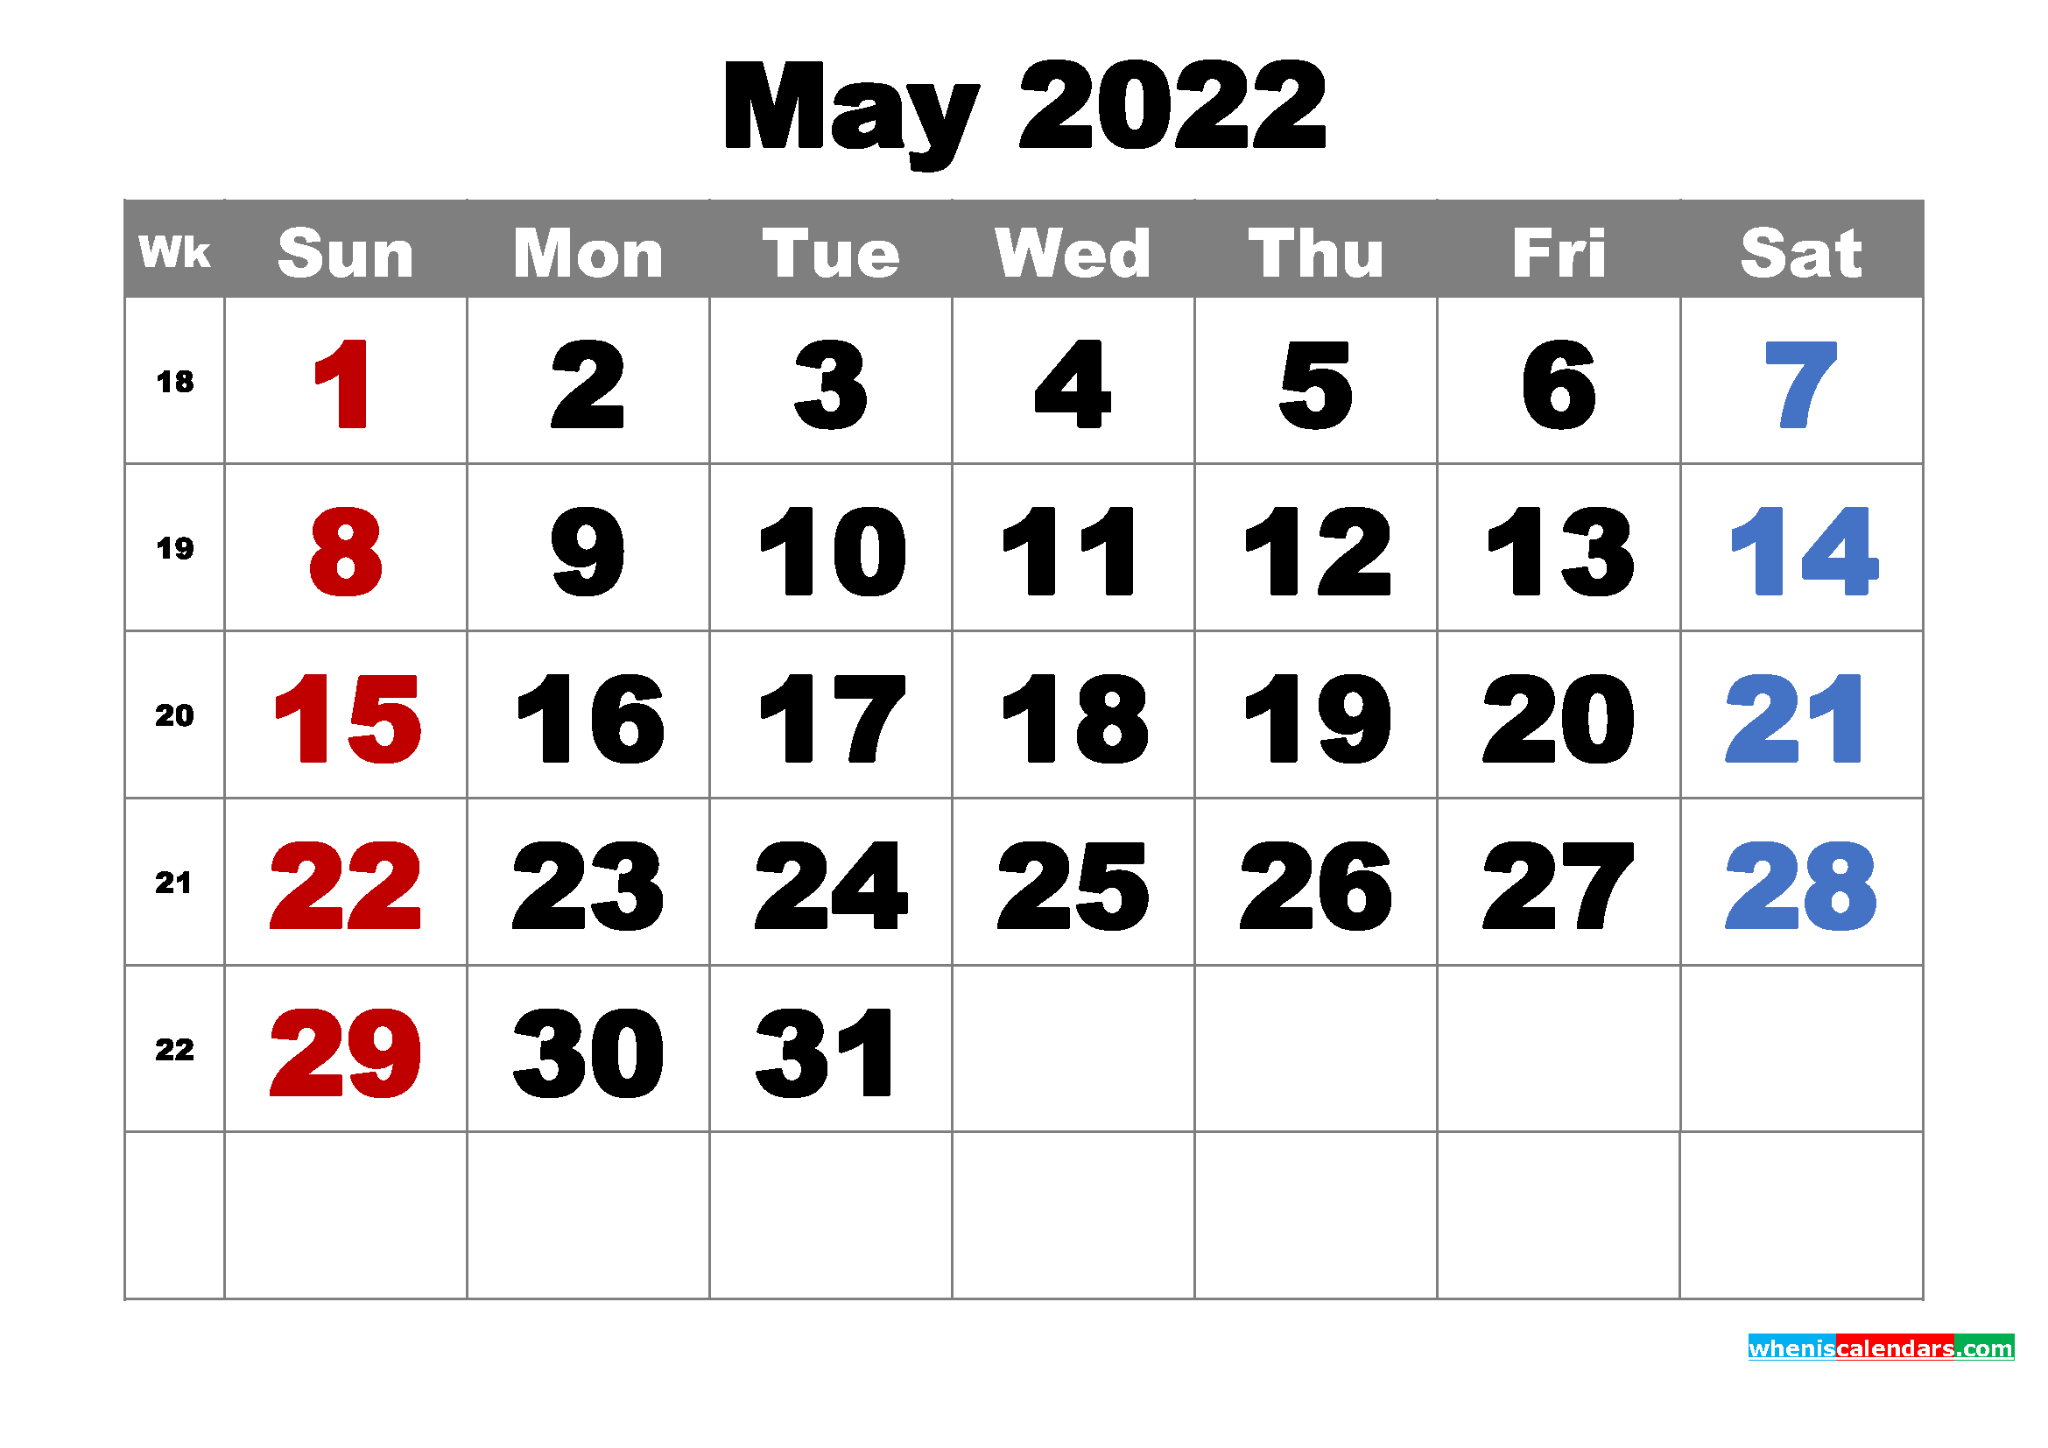 May 2022
Wk Sun Mon Tue Wed Thu Fri Sat
18 1 2 3 4 5 6 7
19 8 9 10 11 12 13 14
20 15 16 17 18 19 20 21
21 22 23 24 25 26 27 28
22 29 30 31
wheniscalendars.com